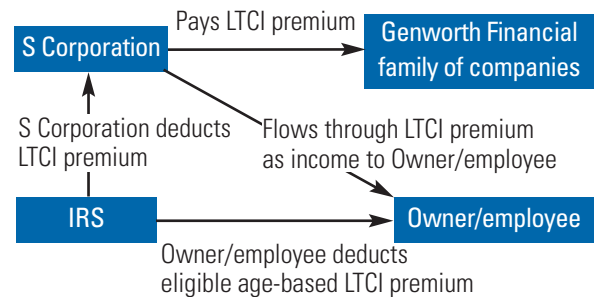 Pays LTCI premium
S Corporation
Genworth Financial
family of companies
S Corporation deducts
LTCI premium
Flows through LTCI premium
as income to Owner/employee
IRS
Owner/employee
Owner/employee deducts
eligible age-based LTCI premium